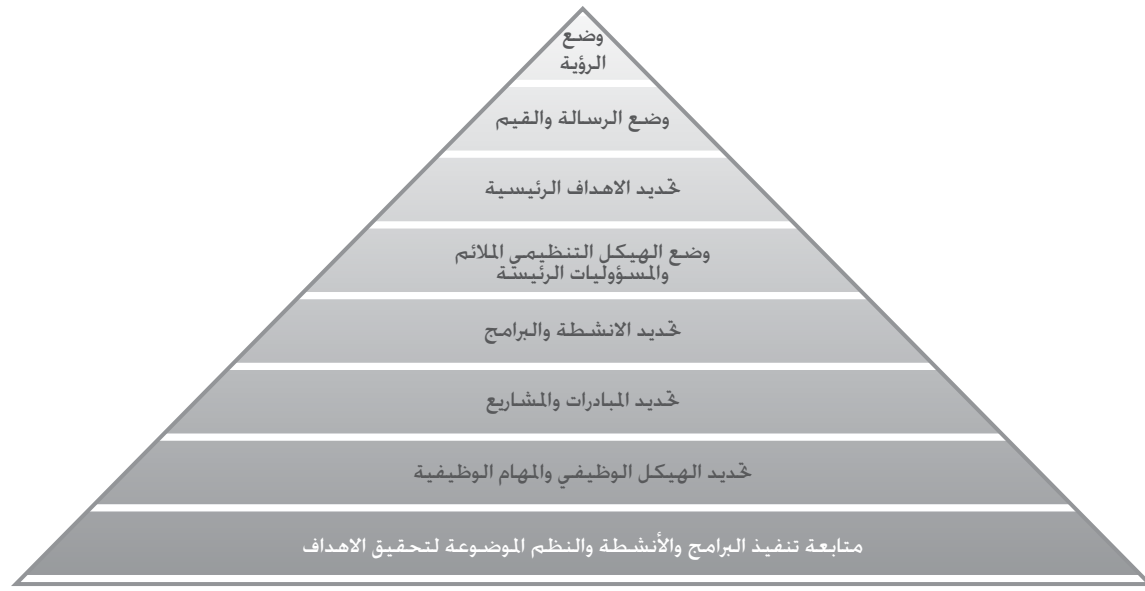 وضع
الرؤية
وضع الرسالة والقيم
تحديد الاهداف الرئيسية
وضع الهيكل التنظيمي الملائم
والمسؤوليات الرئيسة
تحديد الانشطة والبرامج
تحديد المبادرات والمشاريع
تحديد الهيكل الوظيفي والمهام الوظيفية
متابعة تنفيذ البرامج والأنشطة والنظم الموضوعة لتحقيق الاهداف